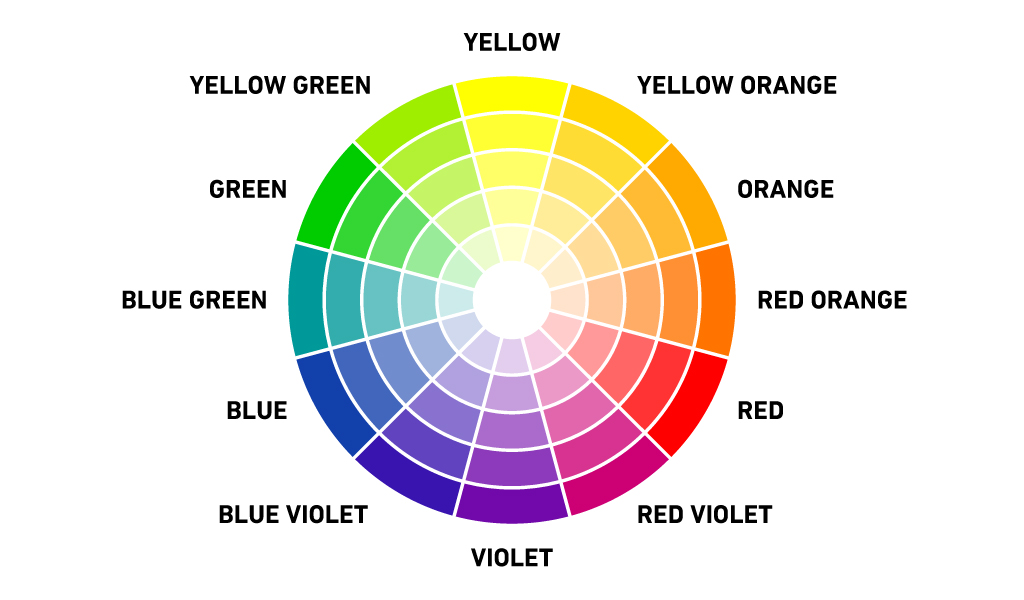 YELLOW
YELLOW GREEN
YELLOW ORANGE
GREEN
ORANGE
BLUE GREEN
RED ORANGE
BLUE
RED
BLUE VIOLET
RED VIOLET
VIOLET